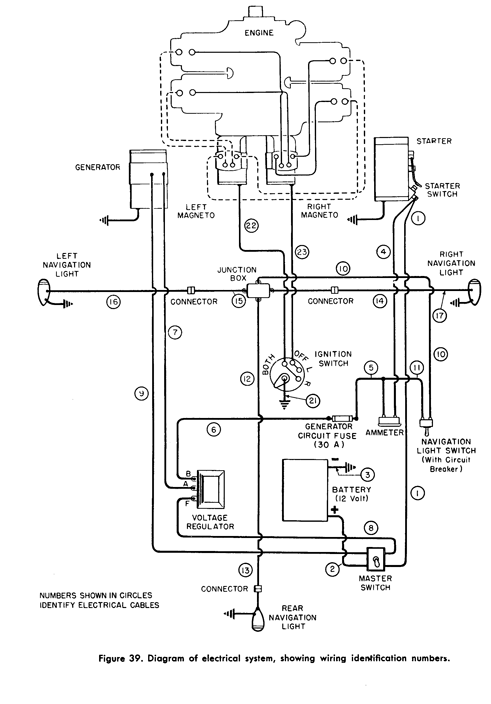 ENGINE
STARTER
GENERATOR
STARTER
SWITCH
1
LEFT
MAGNETO
RIGHT
MAGNETO
22
23
4
LEFT
NAVIGATION
LIGHT
RIGHT
NAVIGATION
LIGHT
JUNCTION
BOX
10
16
CONNECTOR
15
CONNECTOR
14
17
7
BOTH
OFF
L
R
IGNITION
SWITCH
10
9
12
5
11
21
6
GENERATOR
CIRCUIT FUSE
(30 A)
AMMETER
NAVIGATION
LIGHT SWITCH
(With Circuit
Breaker)
B
A
F
-
3
BATTERY
(12 Volt)
+
1
VOLTAGE
REGULATOR
8
2
13
MASTER
SWITCH
CONNECTOR
NUMBERS SHOWN IN CIRCLES
IDENTIFY ELECTRICAL CABLES
REAR
NAVIGATION
LIGHT
Figure 39. Diagram of electrical system, showing wiring identification numbers.